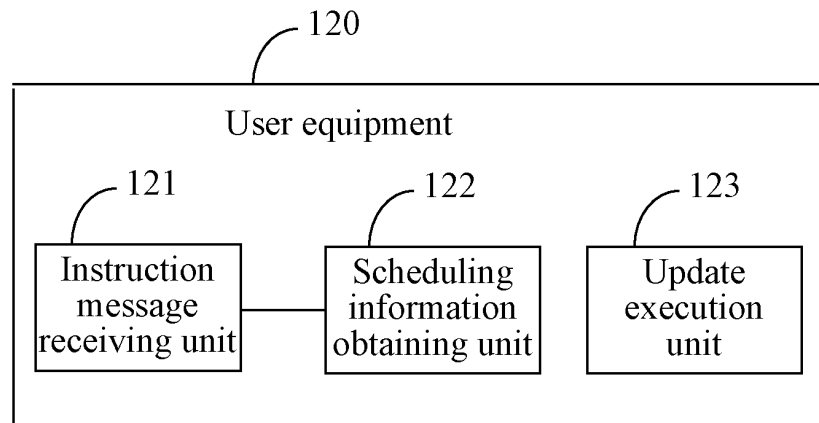 120
User equipment
121
122
123
Instruction
message
receiving unit
Scheduling
information
obtaining unit
Update
execution
unit